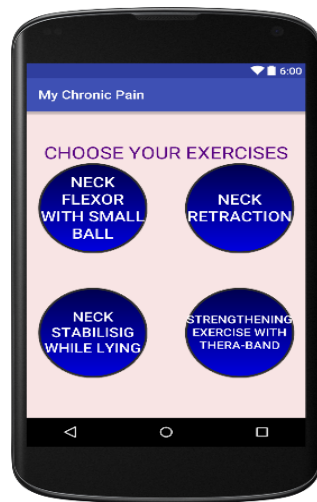 6:00
My Chronic Pain
CHOOSE YOUR EXERCISES
NECK
FLEXOR
WITH SMALL
BALL
NECK
RETRACTION
NECK
STABILISIG
WHILE LYING
STRENGTHENING
EXERCISE WITH
THERA-BAND